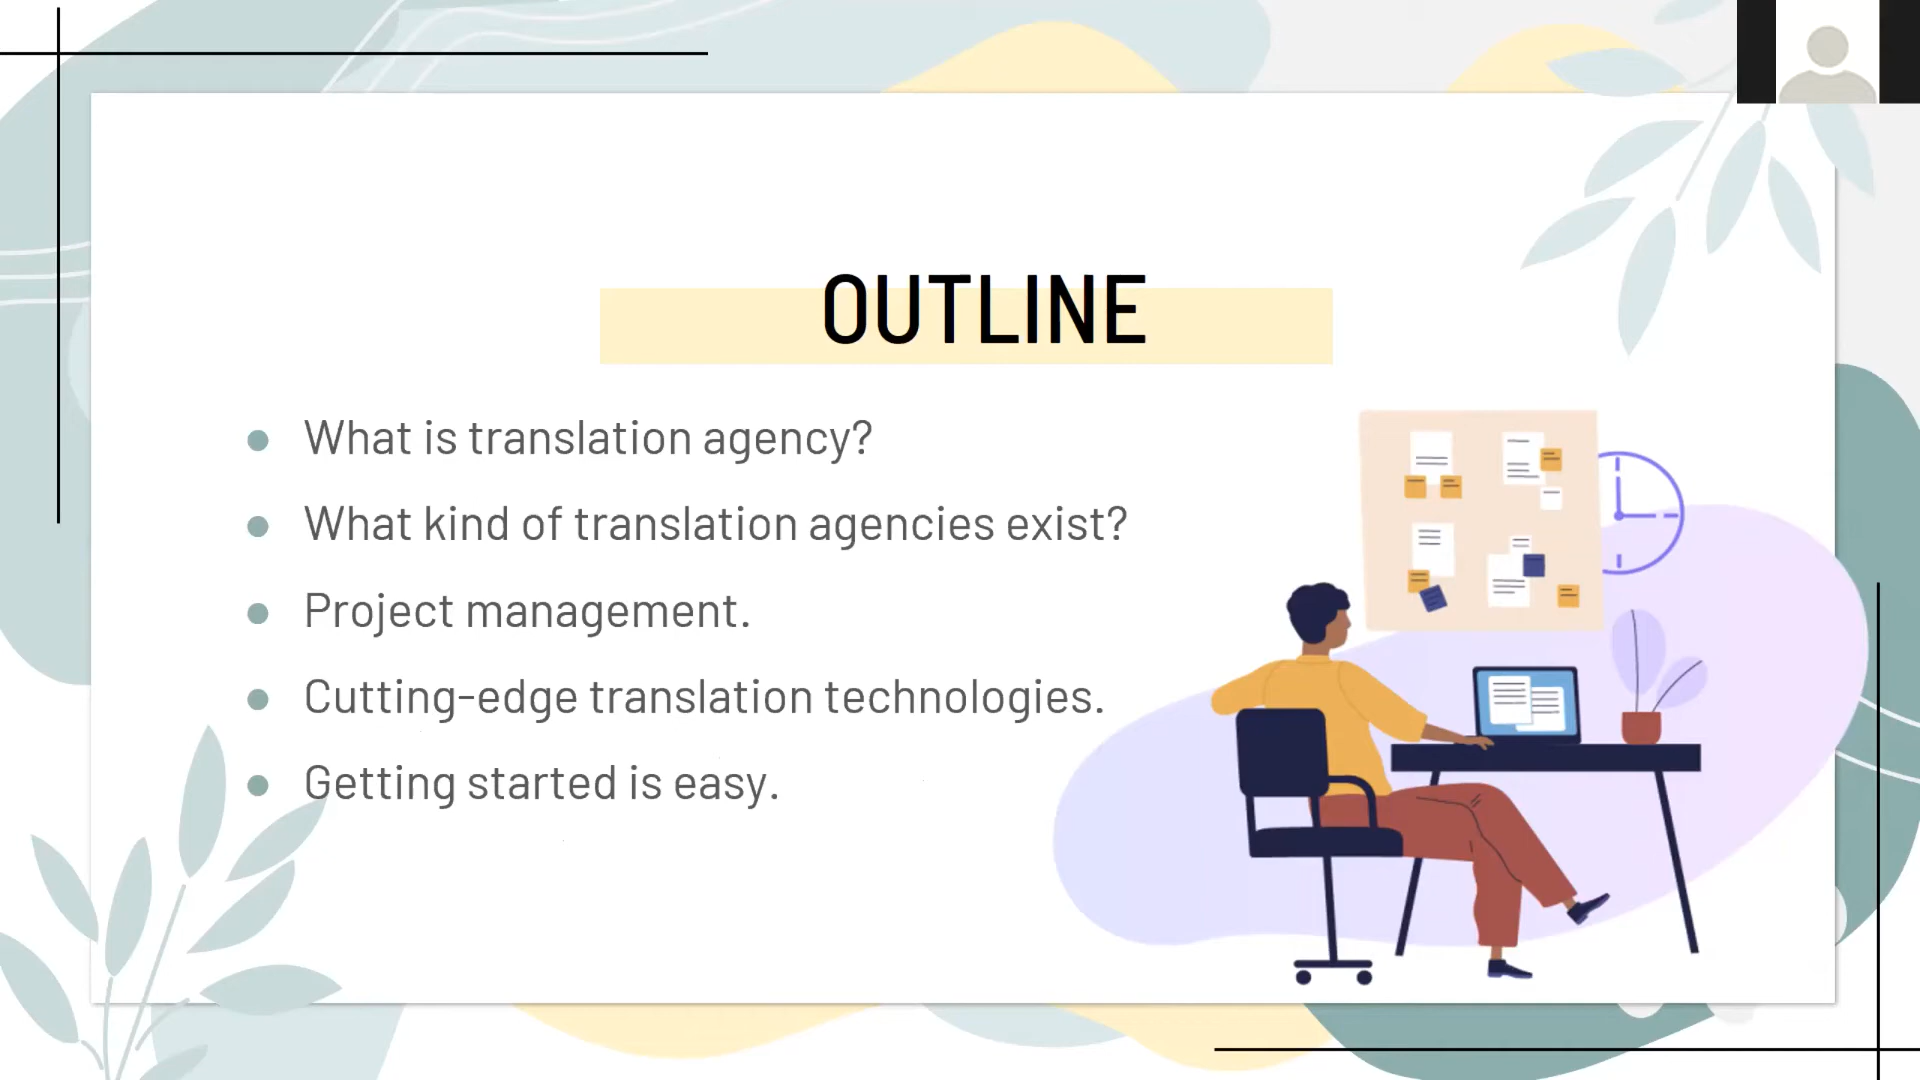 OUTLINE
What is translation agency?
What kind of translation agencies exist?
Project management.
Cutting-edge translation technologies.
Getting started is easy.